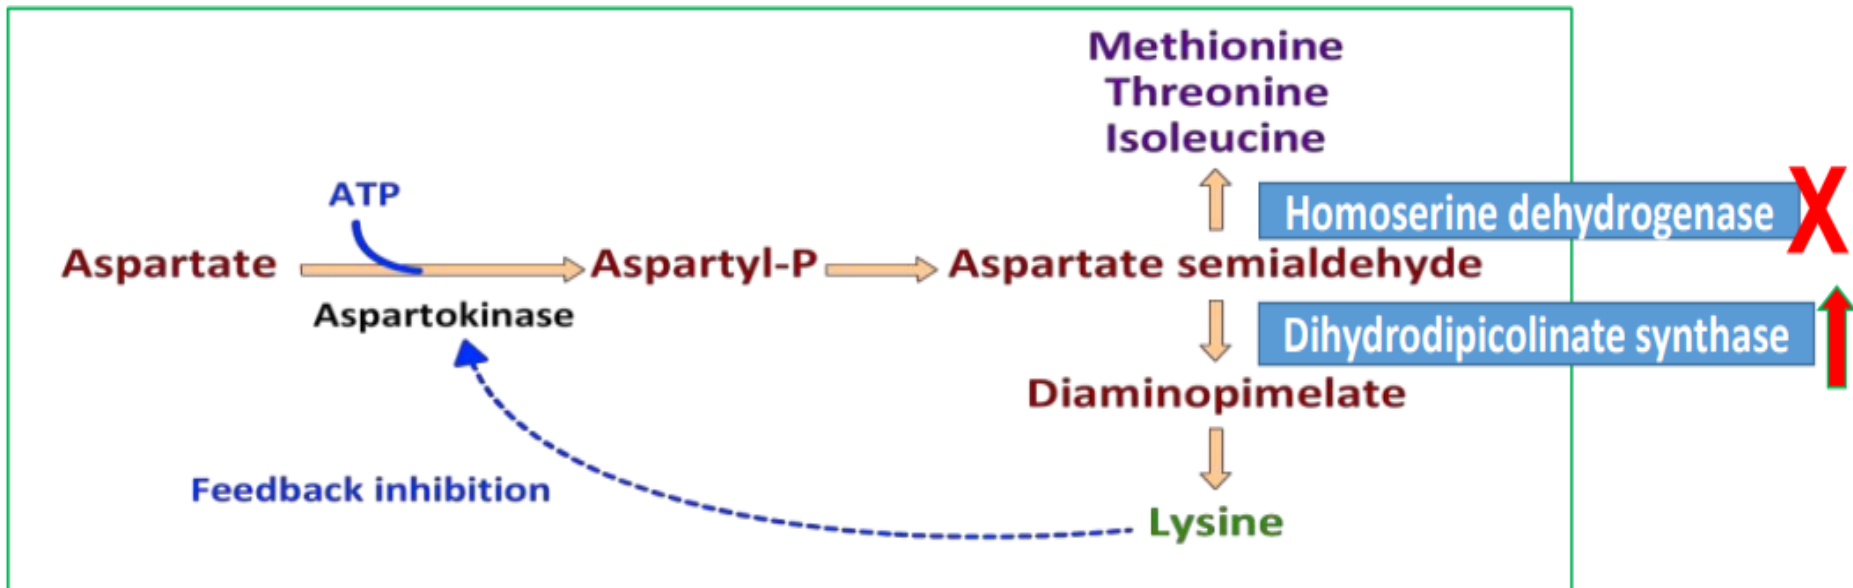 Methionine
Threonine
Isoleucine
ATP
Homoserine dehydrogenase X
Aspartate
Aspartyl-P
Aspartate semialdehyde
Aspartokinase
Dihydrodipicolinate synthase
Diaminopimelate
Feedback inhibition
Lysine